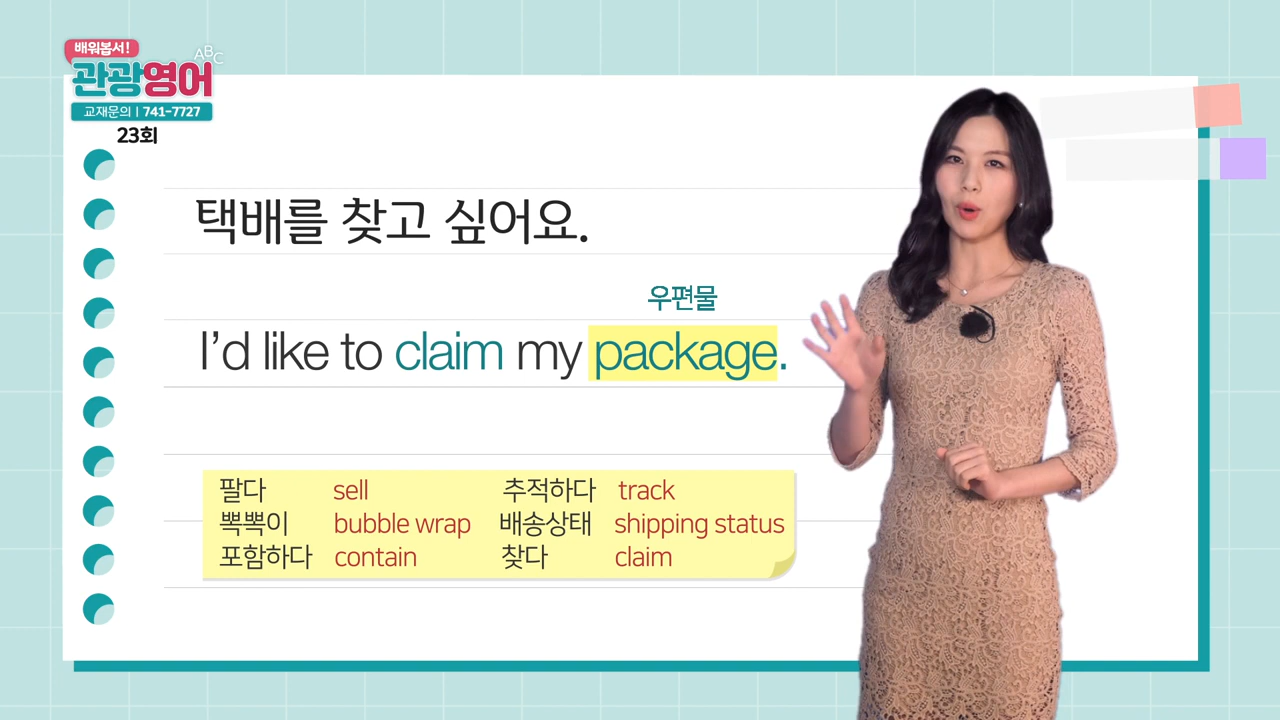 배워봅서!
ABC
관광영어
교재문의 | 741-7727
23회
택배를 찾고 싶어요.
우편물
I'd like to claim my package.
팔다 sell 추적하다 track
뽁뽁이 bubble wrap 배송상태 shipping status
포함하다 contain 찾다 claim